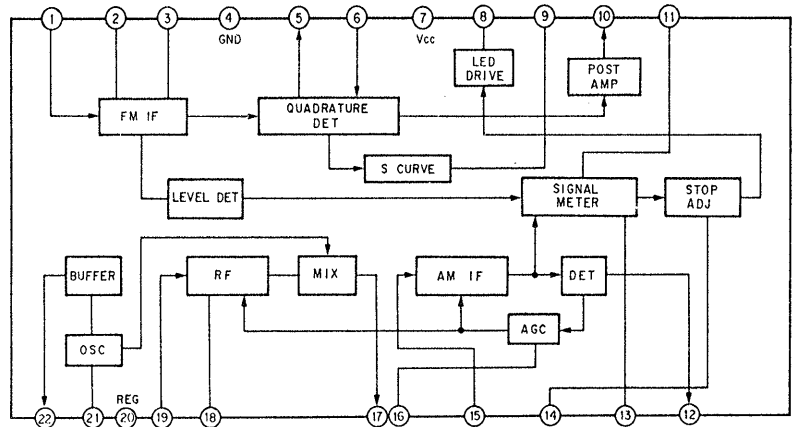 1 2 3 4 5 6 7 8 9 10 11
GND
Vcc
LED
DRIVE
POST
AMP
FM IF
QUADRATURE
DET
S CURVE
LEVEL DET
SIGNAL
METER
STOP
ADJ
BUFFER
RF
MIX
AM IF
DET
OSC
AGC
REG
22 21 20 19 18 17 16 15 14 13 12